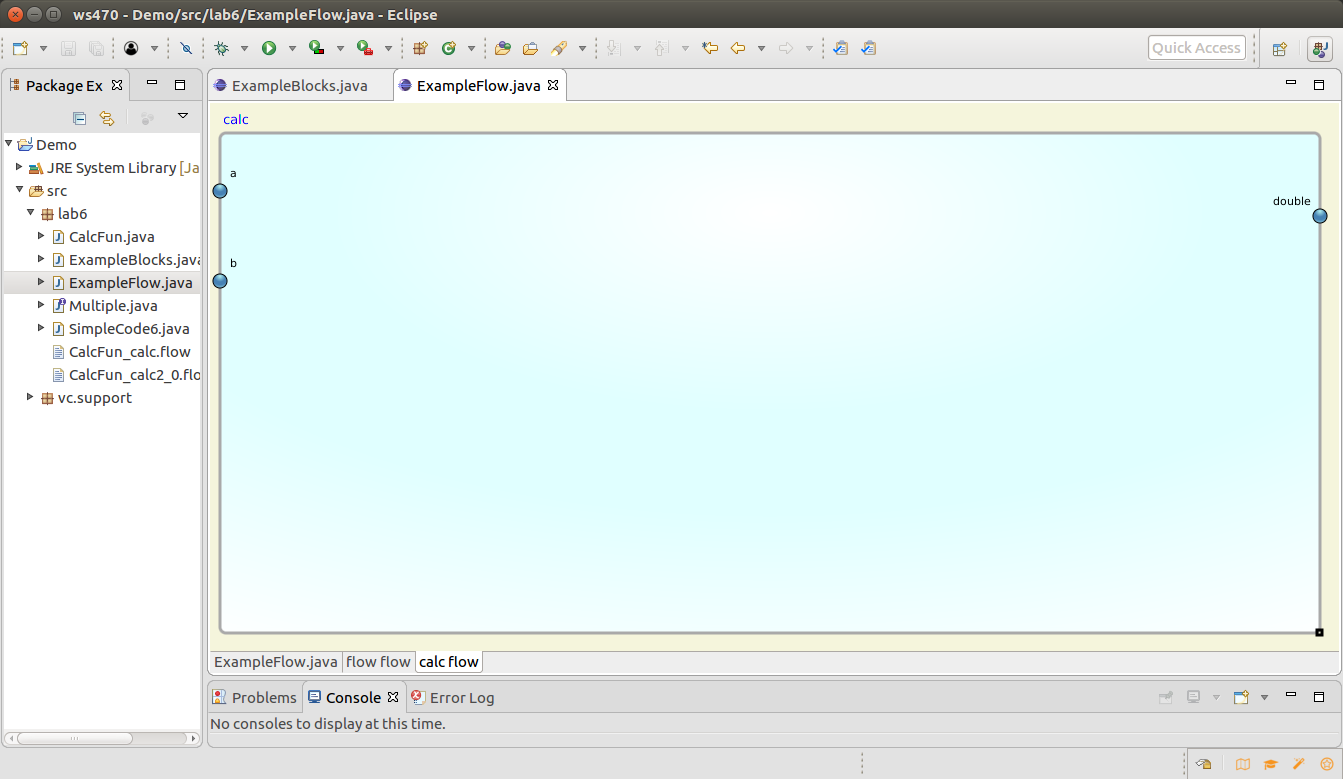 ws470 - Demo/src/lab6/ExampleFlow.java - Eclipse
Quick Access
Package Ex
ExampleBlocks.java
ExampleFlow.java
Demo
JRE System Library [Ja
src
lab6
CalcFun.java
ExampleBlocks.java
ExampleFlow.java
Multiple.java
SimpleCode6.java
CalcFun_calc.flow
CalcFun_calc2_0.flo
vc.support
calc
a
b
double
ExampleFlow.java
flow flow
calc flow
Problems
Console
Error Log
No consoles to display at this time.